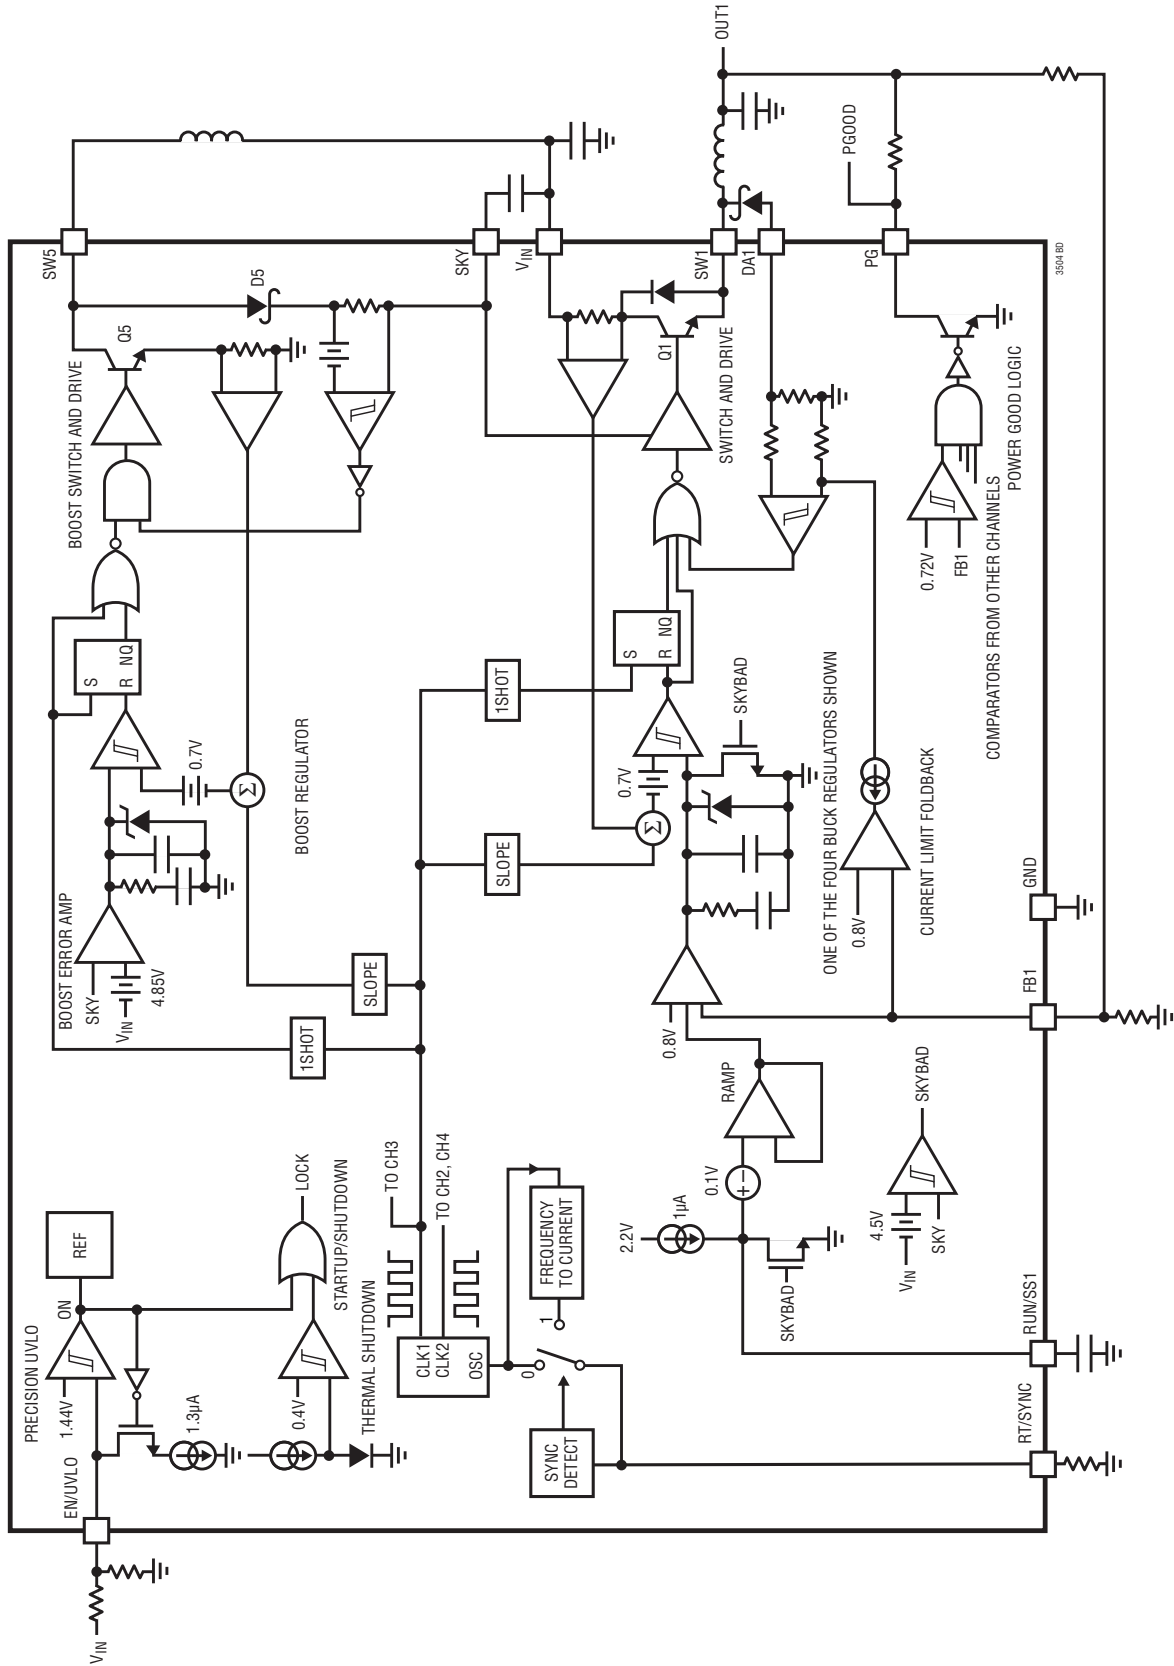 VIN
EN/UVLO
PRECISION UVLO
1.44V
ON
REF
1.3µA
0.4V
LOCK
STARTUP/SHUTDOWN
THERMAL SHUTDOWN
TO CH3
TO CH2, CH4
CLK1
CLK2
OSC
0
1
FREQUENCY
TO CURRENT
SYNC
DETECT
RT/SYNC
RUN/SS1
BOOST ERROR AMP
SKY
VIN
4.85V
1SHOT
SLOPE
0.7V
Σ
BOOST REGULATOR
S
R
NQ
BOOST SWITCH AND DRIVE
Q5
D5
SW5
SKY
VIN
SLOPE
1SHOT
2.2V
1µA
SKYBAD
0.1V
RAMP
0.8V
Σ
0.7V
SKYBAD
S
R
NQ
ONE OF THE FOUR BUCK REGULATORS SHOWN
Q1
SWITCH AND DRIVE
SW1
DA1
OUT1
PGOOD
PG
VIN
4.5V
SKY
SKYBAD
FB1
GND
0.8V
CURRENT LIMIT FOLDBACK
0.72V
FB1
COMPARATORS FROM OTHER CHANNELS
POWER GOOD LOGIC
3504 BD